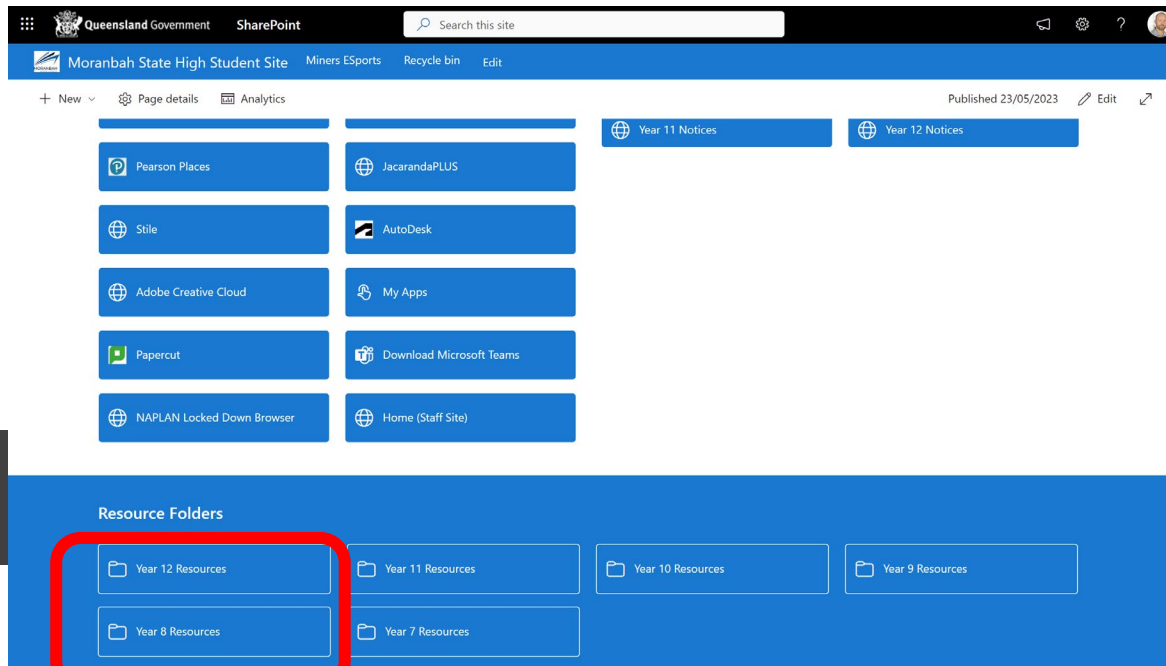 Queensland Government SharePoint Search this site ?
Moranbah State High Student Site Miners ESports Recycle bin Edit
+ New Page details Analytics Published 23/05/2023 Edit
Year 11 Notices Year 12 Notices
Pearson Places JacarandaPLUS
Stile AutoDesk
Adobe Creative Cloud My Apps
Papercut Download Microsoft Teams
NAPLAN Locked Down Browser Home (Staff Site)
Resource Folders
Year 12 Resources Year 11 Resources Year 10 Resources Year 9 Resources
Year 8 Resources Year 7 Resources